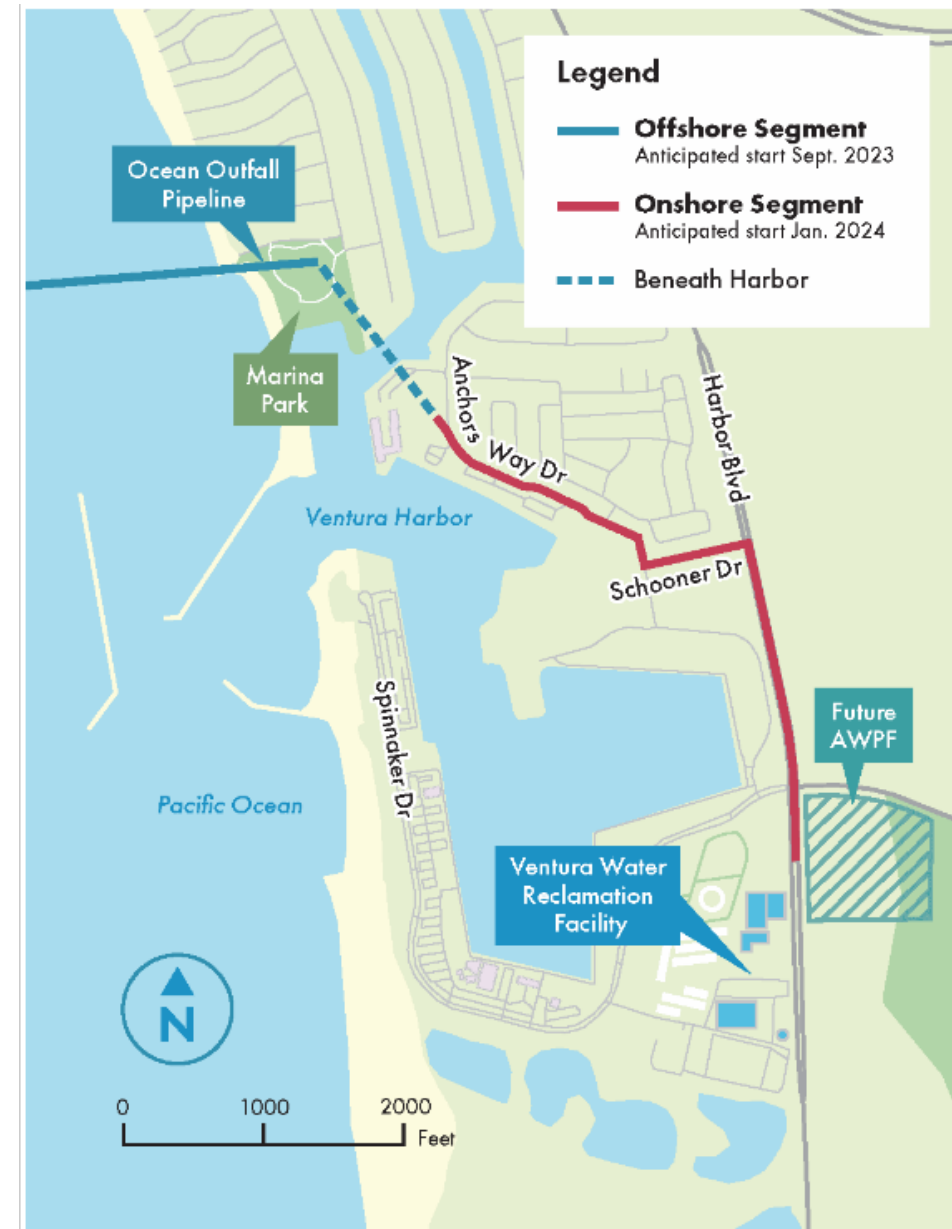 Legend
Offshore Segment
Anticipated start Sept. 2023
Onshore Segment
Anticipated start Jan. 2024
Beneath Harbor
Ocean Outfall
Pipeline
Marina
Park
Anchors
Way Dr
Harbor Blvd
Ventura Harbor
Schooner Dr
Spinnaker Dr
Future
AWPF
Pacific Ocean
Ventura Water
Reclamation
Facility
N
0 1000 2000
Feet